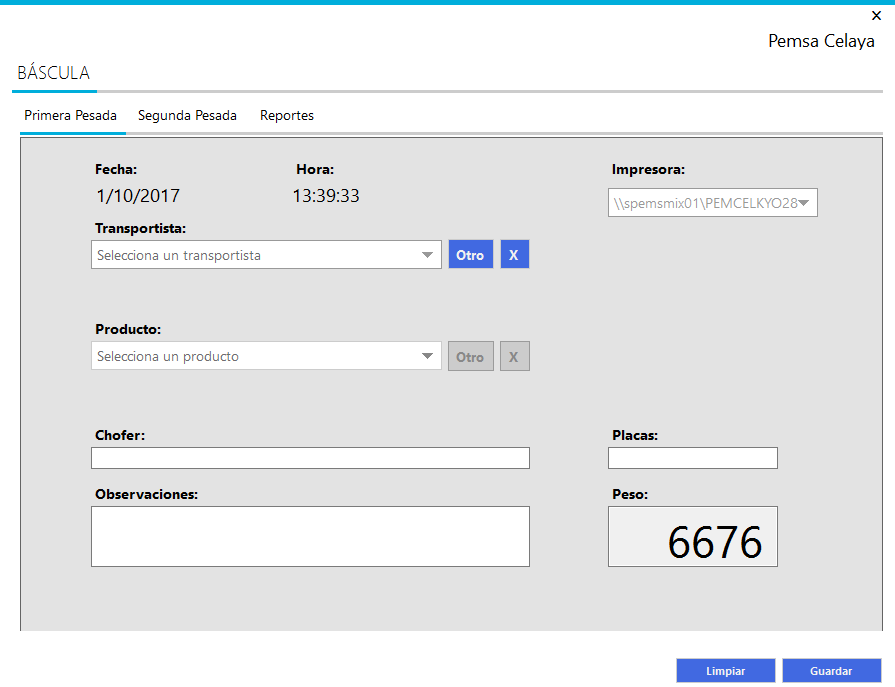 x
Pemsa Celaya
BÁSCULA
Primera Pesada Segunda Pesada Reportes
Fecha: Hora: Impresora:
1/10/2017 13:39:33 \\spemsmix01\PEMCELKYO28
Transportista:
Selecciona un transportista Otro X
Producto:
Selecciona un producto Otro X
Chofer: Placas:
Observaciones: Peso:
6676
Limpiar Guardar